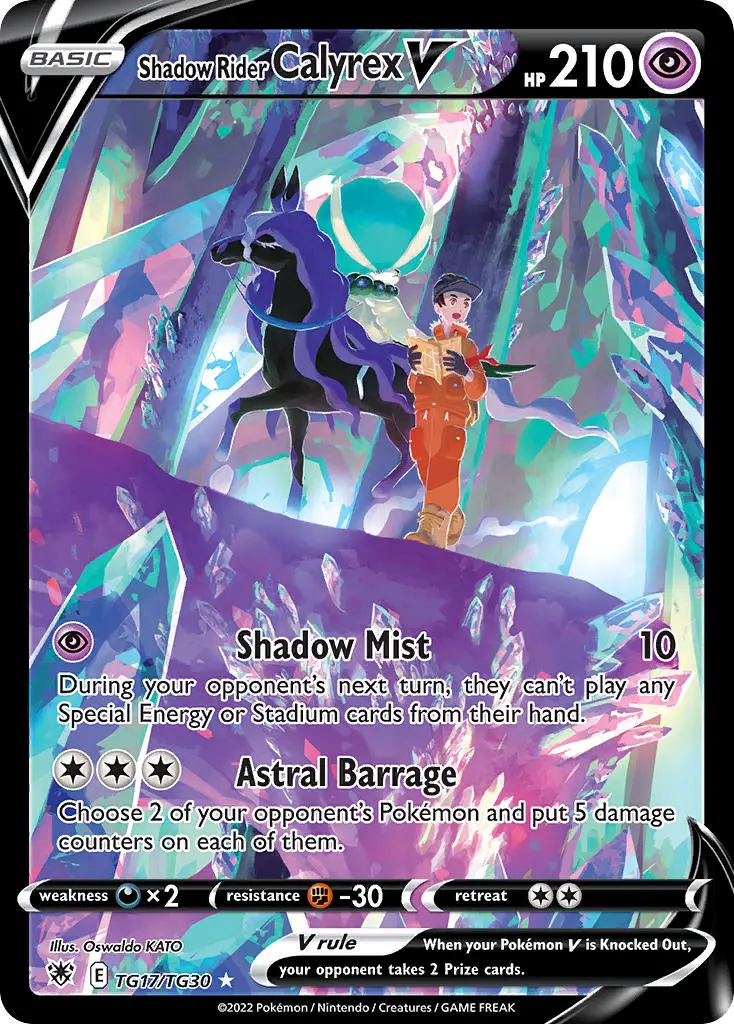 BASIC
Shadow Rider Calyrex V HP 210
Shadow Mist 10
During your opponent's next turn, they can't play any
Special Energy or Stadium cards from their hand.
Astral Barrage
Choose 2 of your opponent's Pokémon and put 5 damage
counters on each of them.
weakness ×2 resistance -30 retreat
Illus. Oswaldo KATO
V rule When your Pokémon V is Knocked Out,
your opponent takes 2 Prize cards.
E TG17/TG30
©2022 Pokémon / Nintendo / Creatures / GAME FREAK